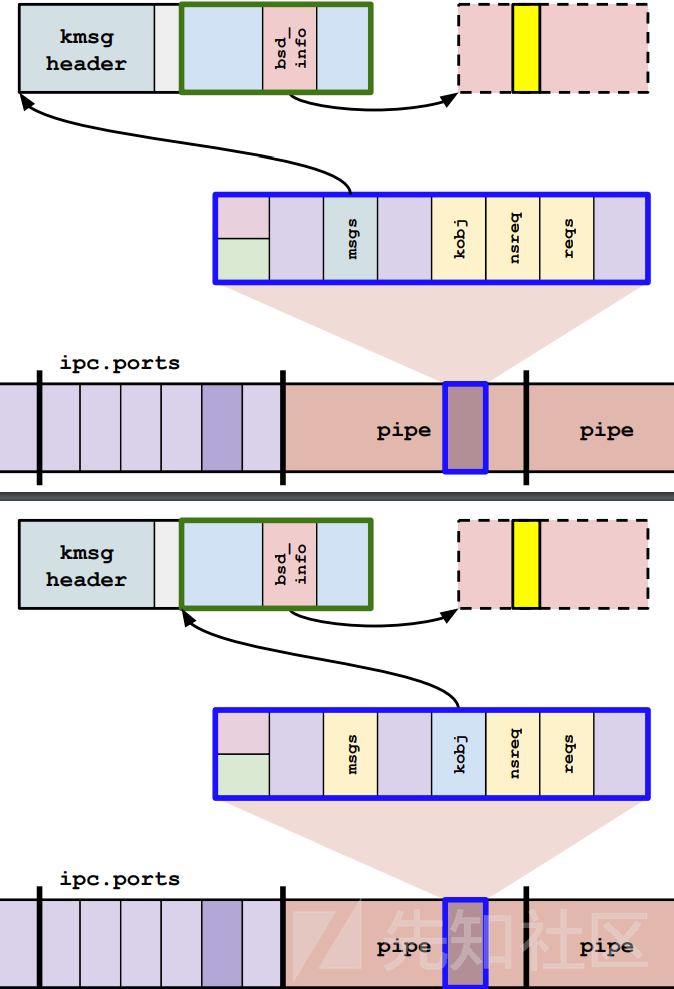 kmsg
header
bsd_
info
msgs
kobj
nsreq
reqs
ipc.ports
pipe
pipe
kmsg
header
bsd_
info
msgs
kobj
nsreq
reqs
ipc.ports
pipe
pipe
先知社区